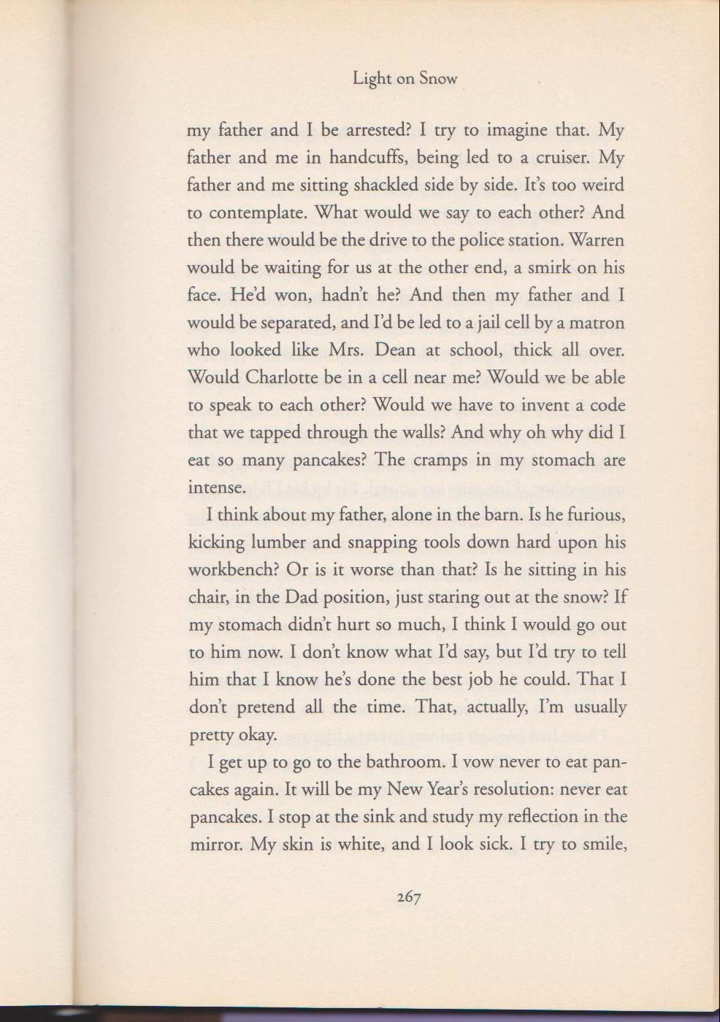 Light on Snow
my father and I be arrested? I try to imagine that. My
father and me in handcuffs, being led to a cruiser. My
father and me sitting shackled side by side. It's too weird
to contemplate. What would we say to each other? And
then there would be the drive to the police station. Warren
would be waiting for us at the other end, a smirk on his
face. He'd won, hadn't he? And then my father and I
would be separated, and I'd be led to a jail cell by a matron
who looked like Mrs. Dean at school, thick all over.
Would Charlotte be in a cell near me? Would we be able
to speak to each other? Would we have to invent a code
that we tapped through the walls? And why oh why did I
eat so many pancakes? The cramps in my stomach are
intense.
I think about my father, alone in the barn. Is he furious,
kicking lumber and snapping tools down hard upon his
workbench? Or is it worse than that? Is he sitting in his
chair, in the Dad position, just staring out at the snow? If
my stomach didn't hurt so much, I think I would go out
to him now. I don't know what I'd say, but I'd try to tell
him that I know he's done the best job he could. That I
don't pretend all the time. That, actually, I'm usually
pretty okay.
I get up to go to the bathroom. I vow never to eat pan-
cakes again. It will be my New Year's resolution: never eat
pancakes. I stop at the sink and study my reflection in the
mirror. My skin is white, and I look sick. I try to smile,
267